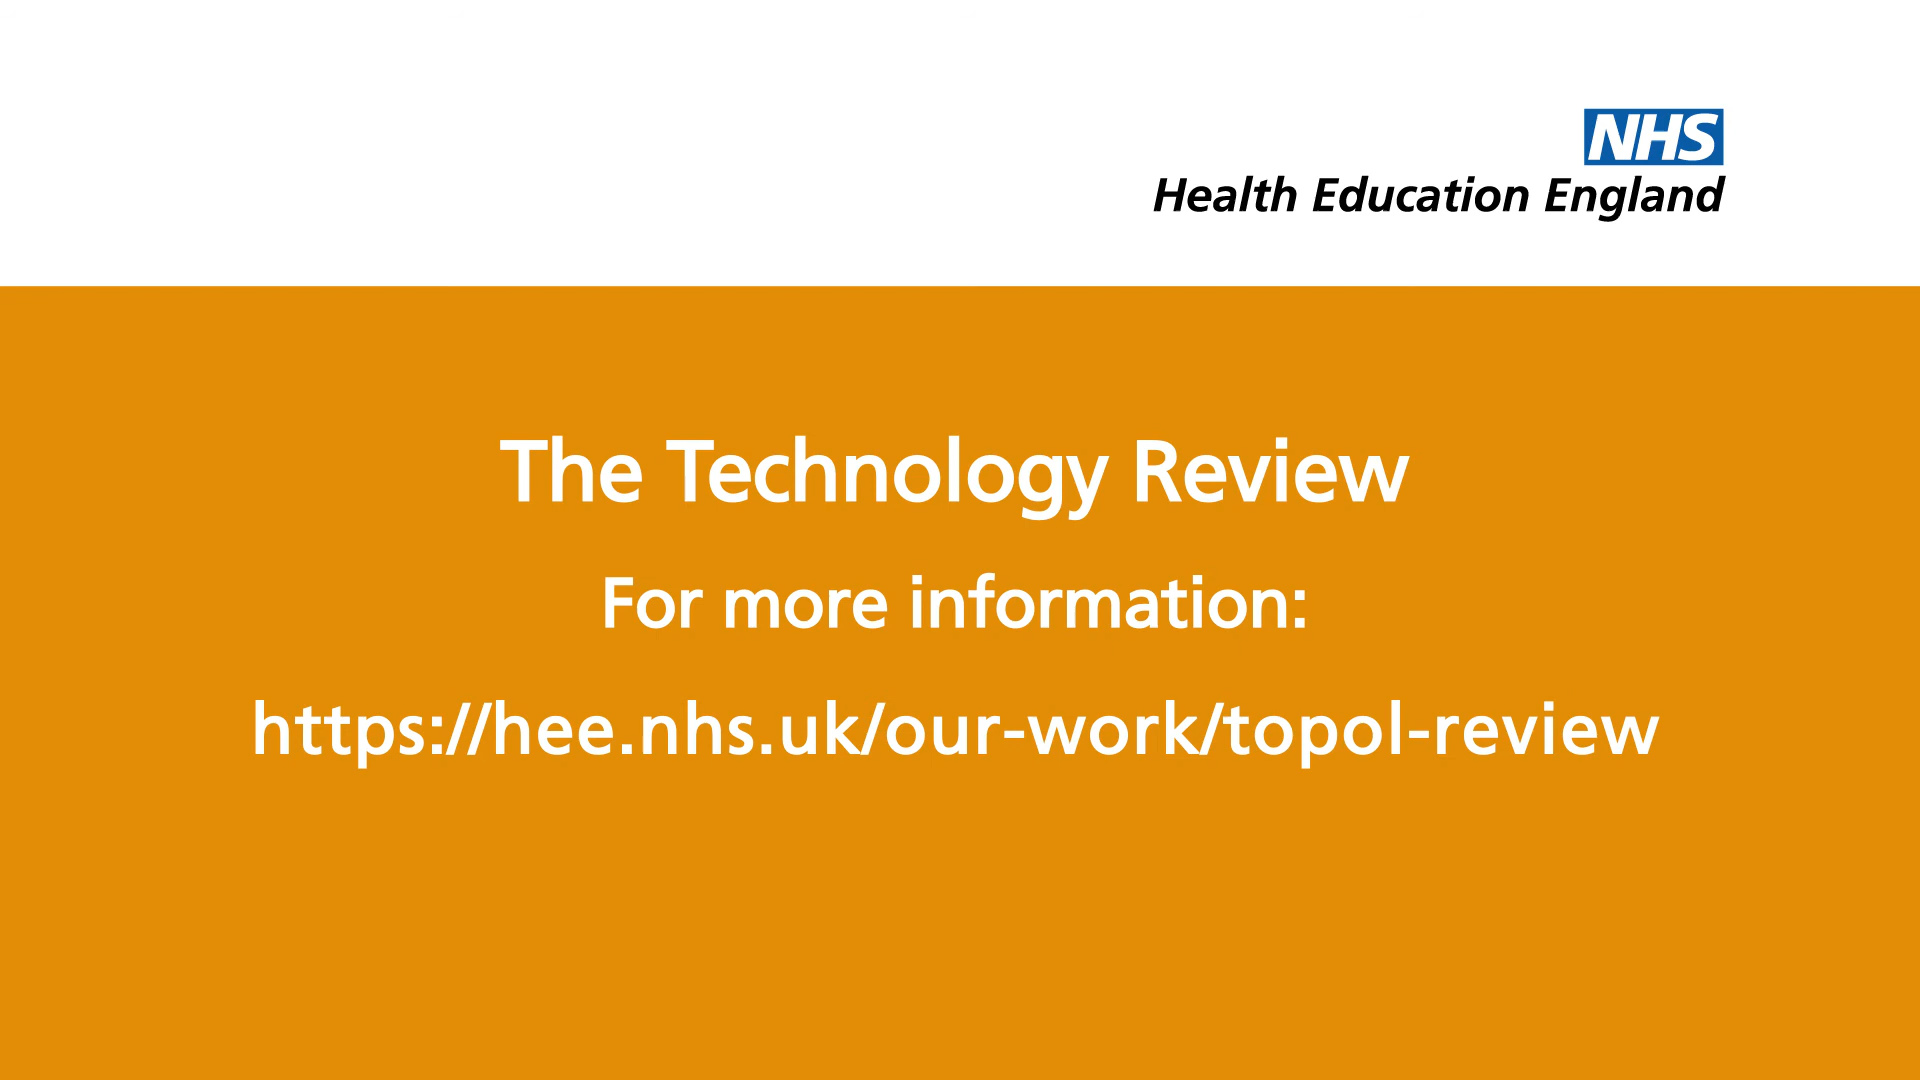 NHS
Health Education England
The Technology Review
For more information:
https://hee.nhs.uk/our-work/topol-review